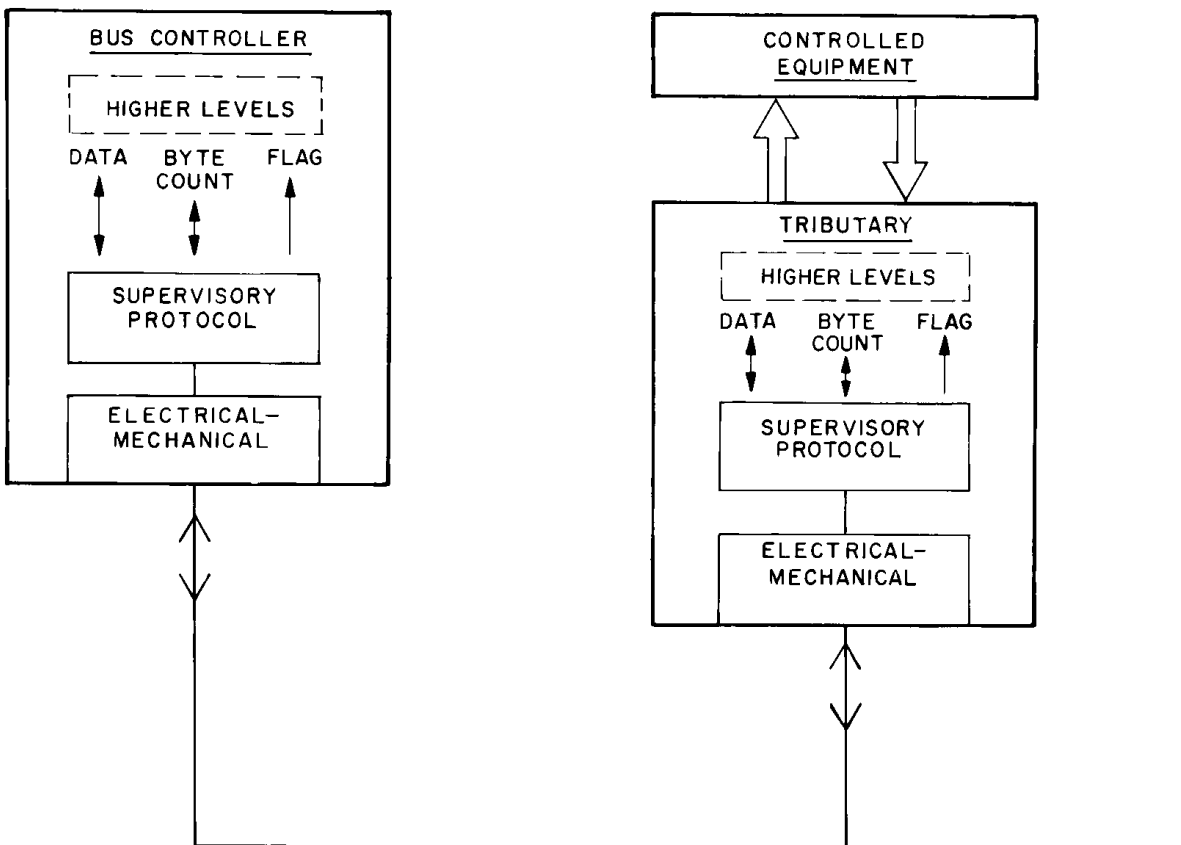 BUS CONTROLLER
HIGHER LEVELS
DATA BYTE COUNT FLAG
SUPERVISORY
PROTOCOL
ELECTRICAL-
MECHANICAL
CONTROLLED
EQUIPMENT
TRIBUTARY
HIGHER LEVELS
DATA BYTE COUNT FLAG
SUPERVISORY
PROTOCOL
ELECTRICAL-
MECHANICAL